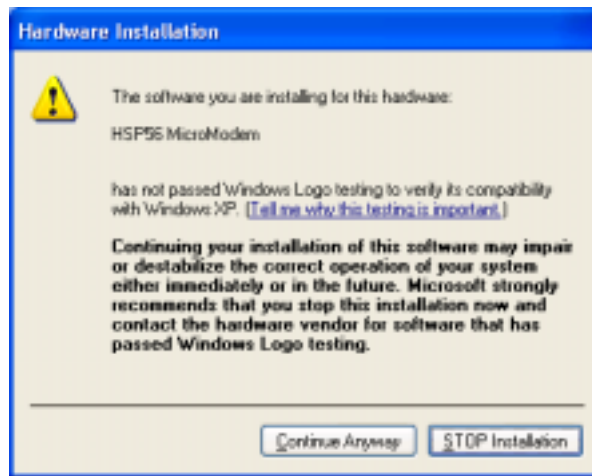 Hardware Installation
The software you are installing for this hardware:
HSP56 MicroModem
has not passed Windows Logo testing to verify its compatibility
with Windows XP. (Tell me why this testing is important.)
Continuing your installation of this software may impair
or destabilize the correct operation of your system
either immediately or in the future. Microsoft strongly
recommends that you stop this installation now and
contact the hardware vendor for software that has
passed Windows Logo testing.
Continue Anyway
STOP Installation